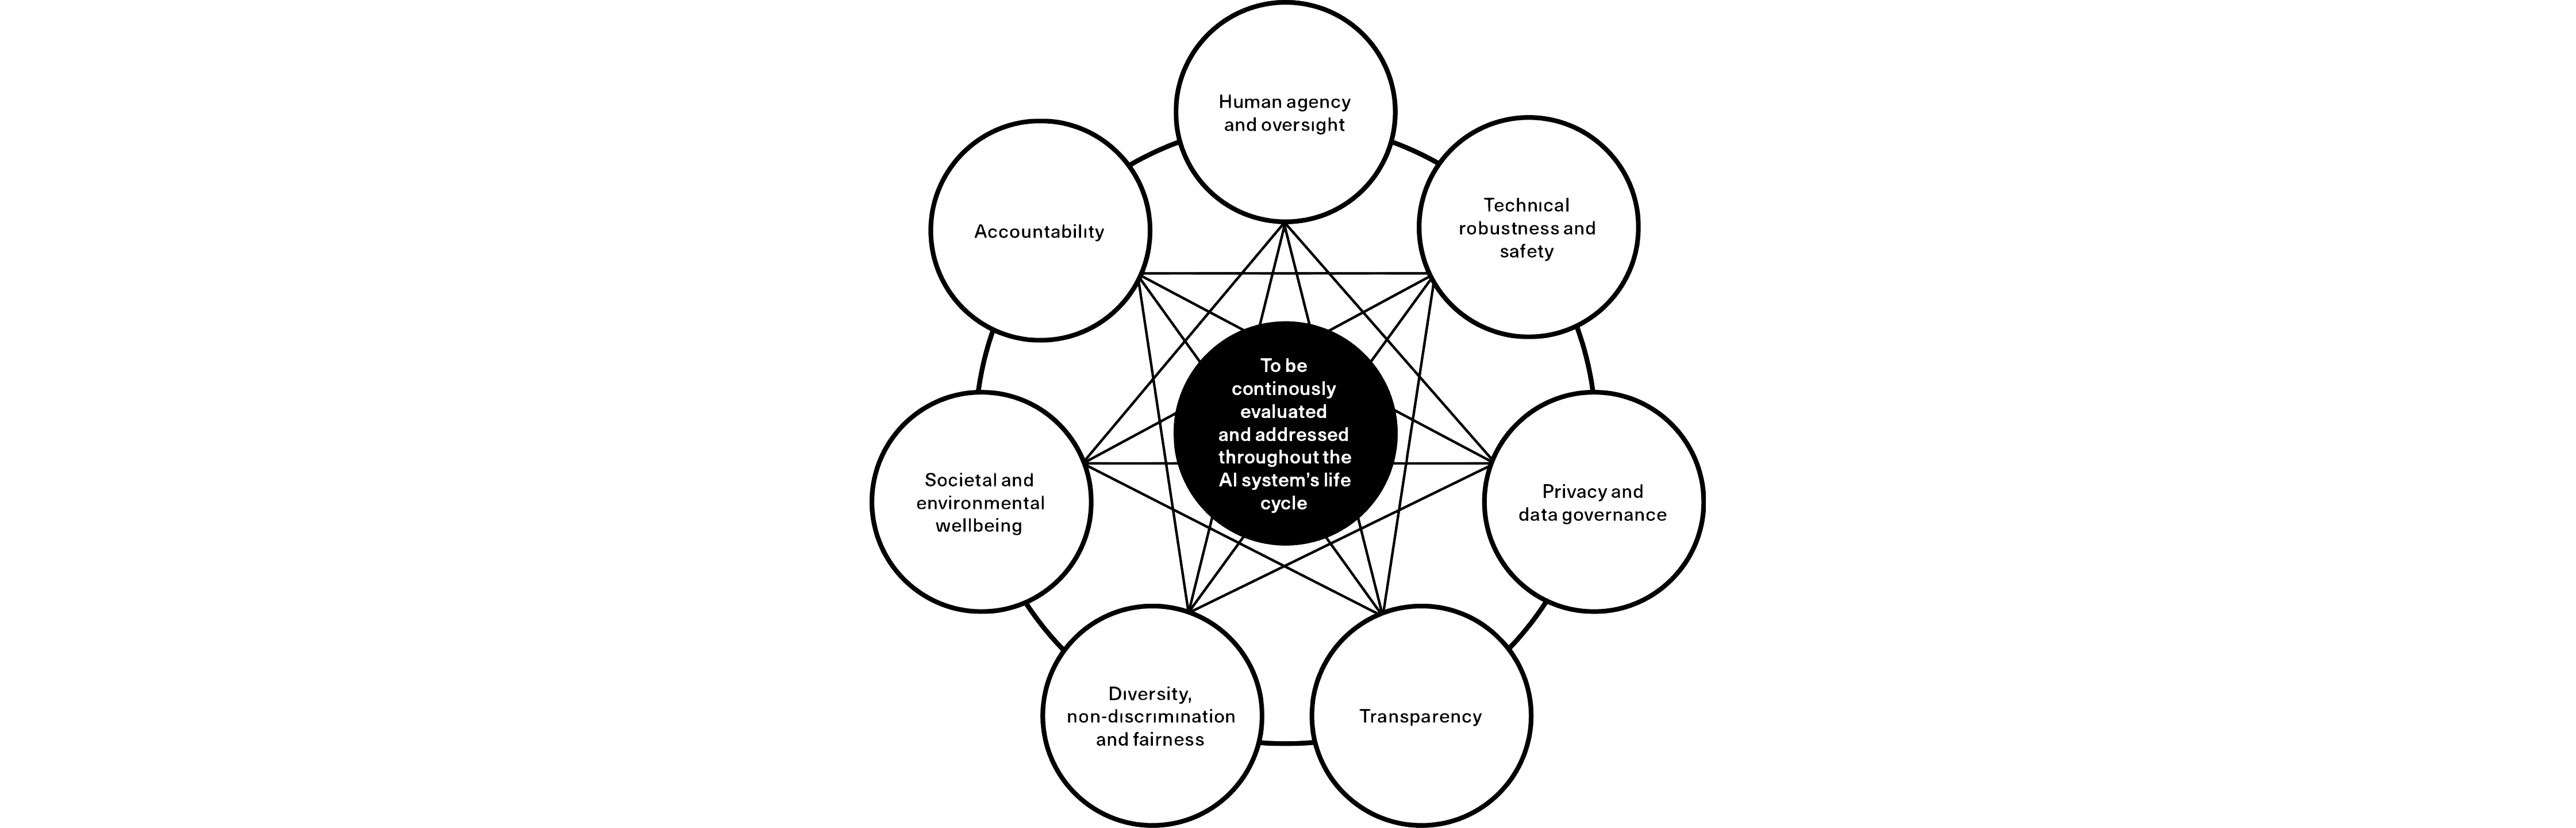 Human agency
and oversight
Technical
robustness and
safety
Privacy and
data governance
Transparency
Diversity,
non-discrimination
and fairness
Societal and
environmental
wellbeing
Accountability
To be
continously
evaluated
and addressed
throughout the
AI system's life
cycle